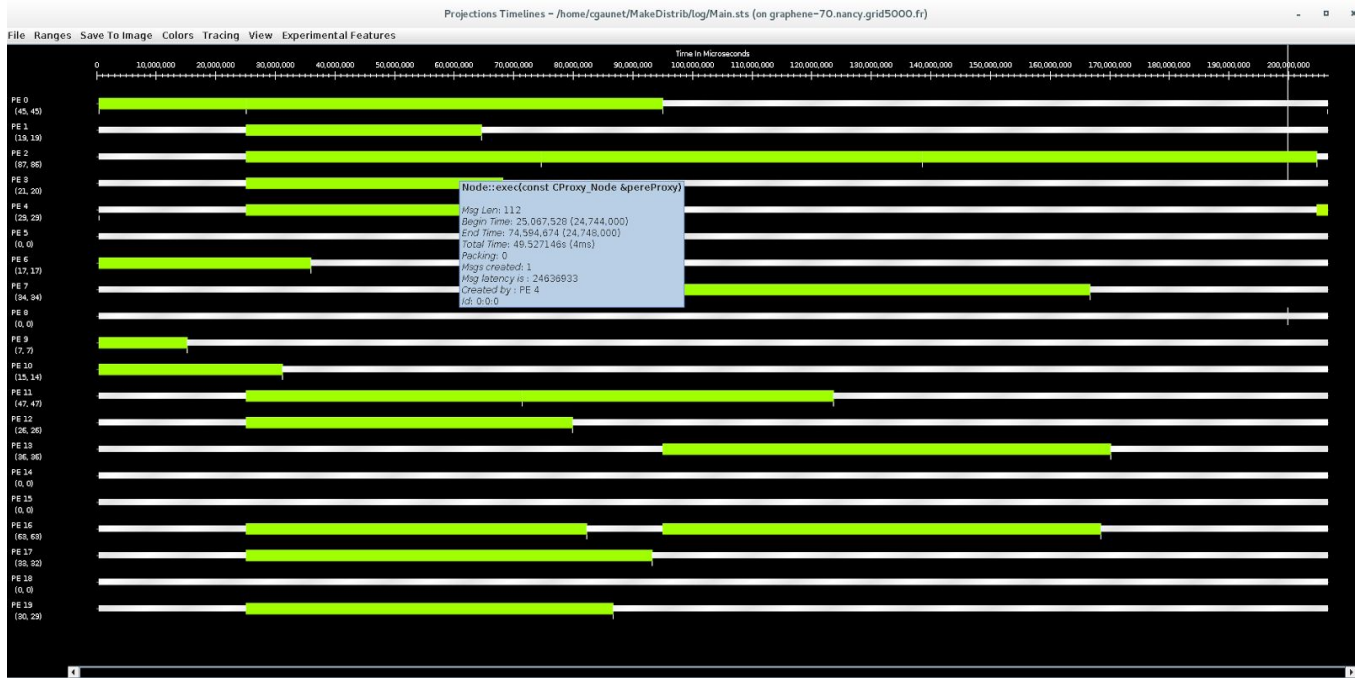 Projections Timelines – /home/cgaunet/MakeDistrib/log/Main.sts (on graphene-70.nancy.grid5000.fr)
File Ranges Save To Image Colors Tracing View Experimental Features
Time In Microseconds
0 10,000,000 20,000,000 30,000,000 40,000,000 50,000,000 60,000,000 70,000,000 80,000,000 90,000,000 100,000,000 110,000,000 120,000,000 130,000,000 140,000,000 150,000,000 160,000,000 170,000,000 180,000,000 190,000,000 200,000,000
PE 0
(45, 45)
PE 1
(19, 19)
PE 2
(87, 86)
PE 3
(21, 20)
Node::exec(const CProxy_Node &pereProxy)
Msg Len: 112
Begin Time: 25,067,528 (24,744,000)
End Time: 74,594,674 (24,748,000)
Total Time: 49.527146s (4ms)
Packing: 0
Msgs created: 1
Msg latency is : 24636933
Created by : PE 4
Id: 0:0:0
PE 4
(29, 29)
PE 5
(0, 0)
PE 6
(17, 17)
PE 7
(34, 34)
PE 8
(0, 0)
PE 9
(7, 7)
PE 10
(15, 14)
PE 11
(47, 47)
PE 12
(26, 26)
PE 13
(36, 36)
PE 14
(0, 0)
PE 15
(0, 0)
PE 16
(63, 63)
PE 17
(33, 32)
PE 18
(0, 0)
PE 19
(30, 29)